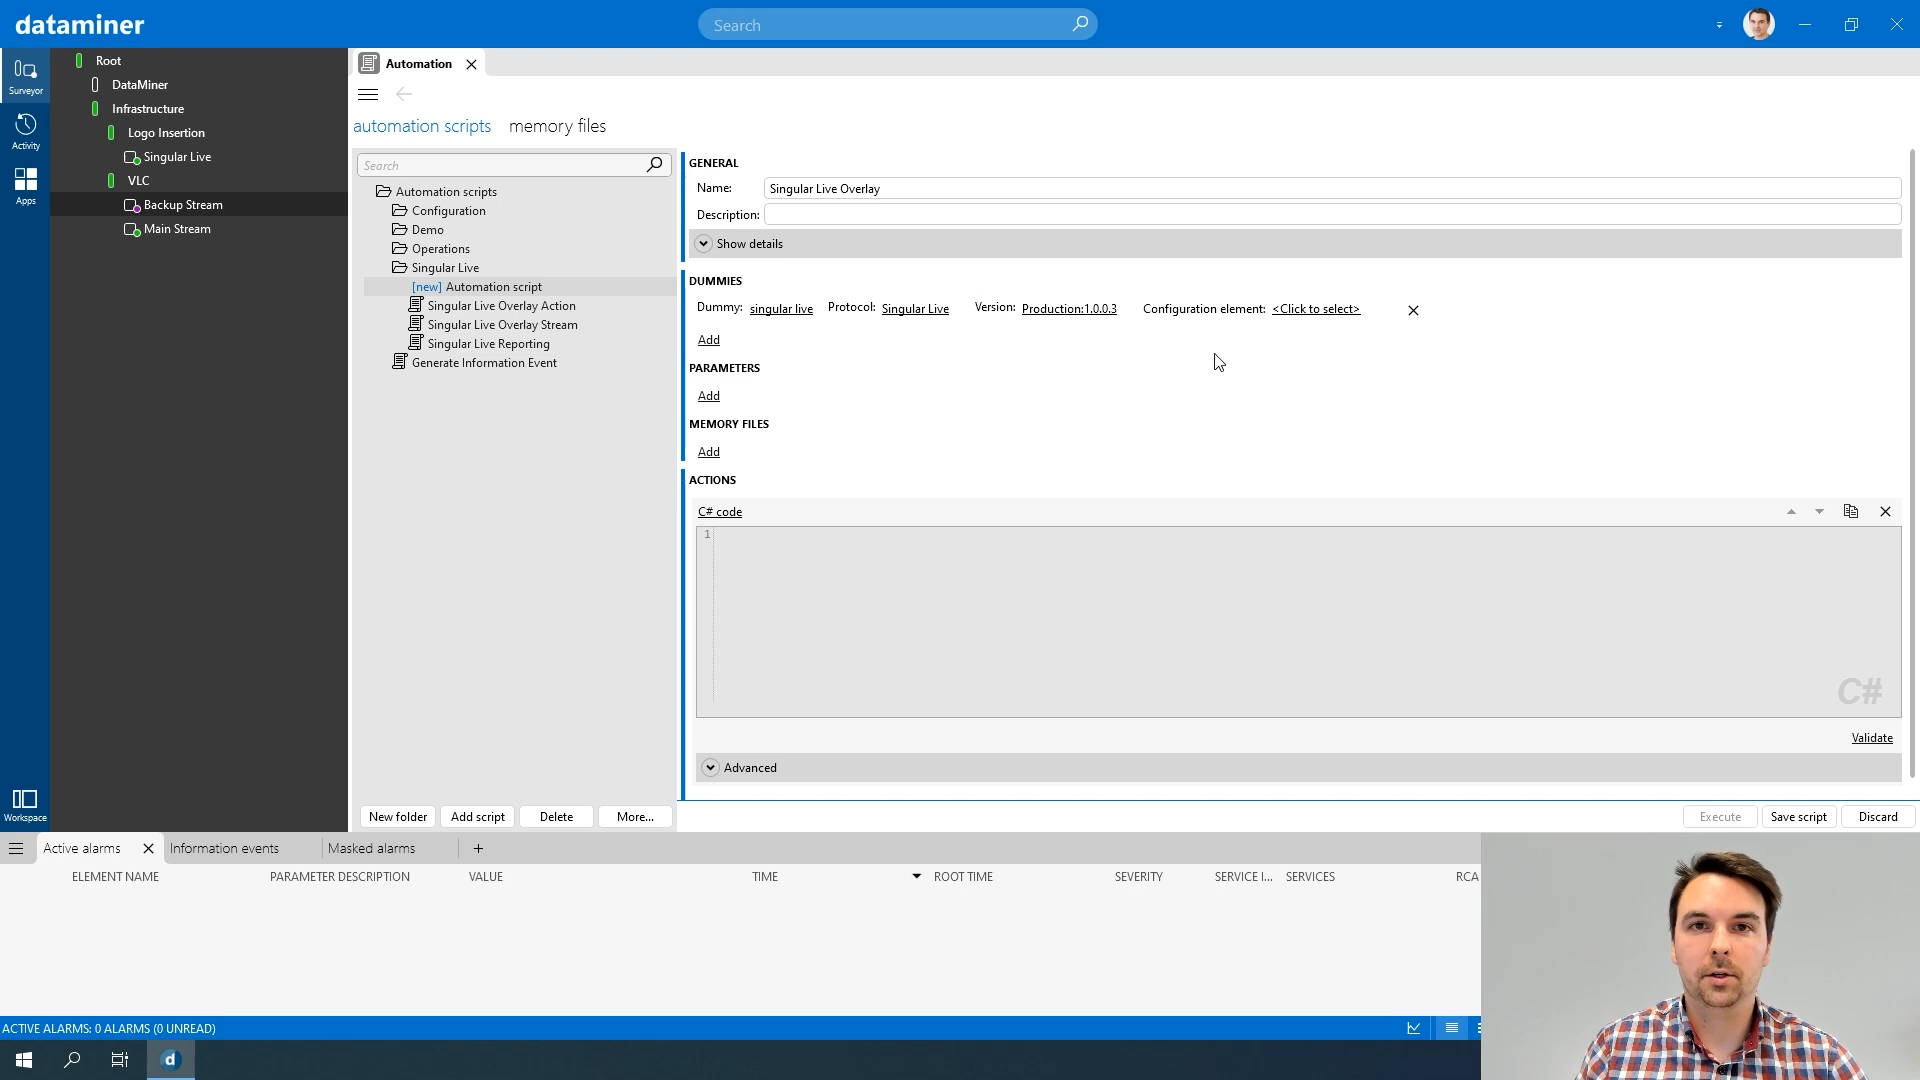 dataminer
Search
Surveyor
Activity
Apps
Workspace
Root
DataMiner
Infrastructure
Logo Insertion
Singular Live
VLC
Backup Stream
Main Stream
Automation
automation scripts memory files
Search
Automation scripts
Configuration
Demo
Operations
Singular Live
[new] Automation script
Singular Live Overlay Action
Singular Live Overlay Stream
Singular Live Reporting
Generate Information Event
New folder Add script Delete More...
GENERAL
Name: Singular Live Overlay
Description:
Show details
DUMMIES
Dummy: singular live Protocol: Singular Live Version: Production:1.0.0.3 Configuration element: <Click to select>
Add
PARAMETERS
Add
MEMORY FILES
Add
ACTIONS
C# code
1
C#
Validate
Advanced
Execute Save script Discard
Active alarms Information events Masked alarms
ELEMENT NAME PARAMETER DESCRIPTION VALUE TIME ROOT TIME SEVERITY SERVICE I... SERVICES RCA
ACTIVE ALARMS: 0 ALARMS (0 UNREAD)
d